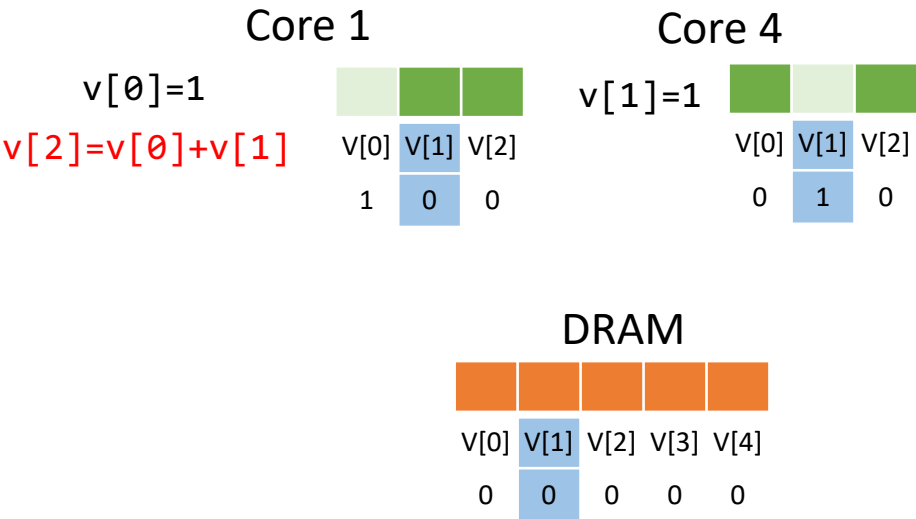 Core 1
Core 4
v[0]=1
v[1]=1
v[2]=v[0]+v[1]
V[0] V[1] V[2]
1 0 0
V[0] V[1] V[2]
0 1 0
DRAM
V[0] V[1] V[2] V[3] V[4]
0 0 0 0 0